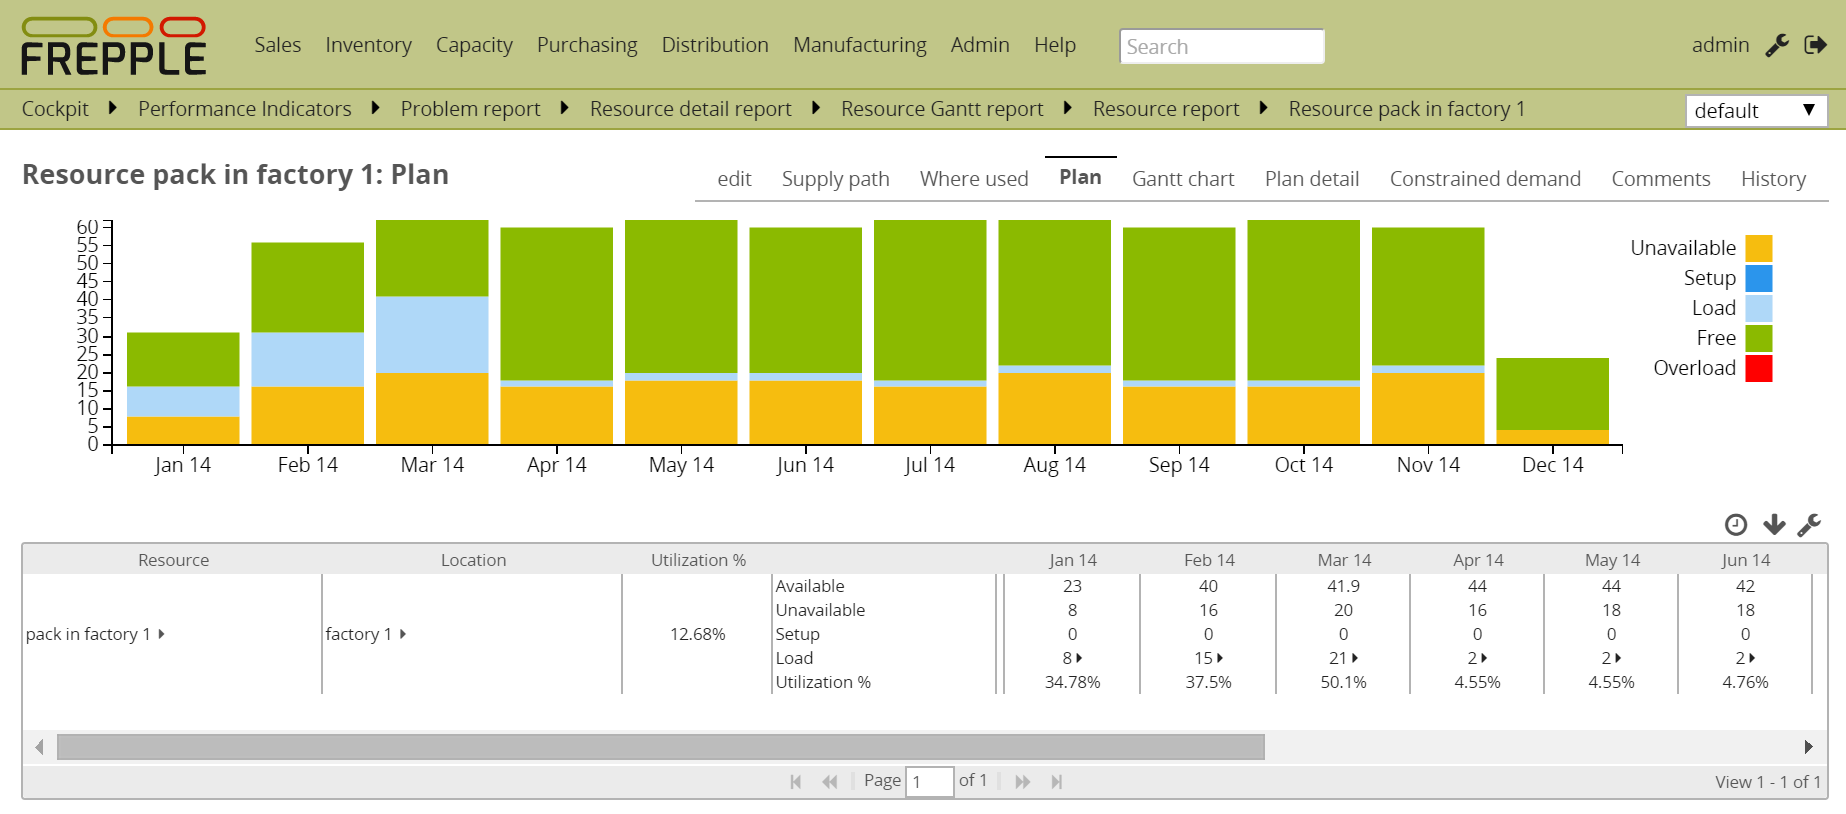 FREPPLE Sales Inventory Capacity Purchasing Distribution Manufacturing Admin Help Search admin
Cockpit Performance Indicators Problem report Resource detail report Resource Gantt report Resource report Resource pack in factory 1 default
Resource pack in factory 1: Plan
edit Supply path Where used Plan Gantt chart Plan detail Constrained demand Comments History
60
55
50
45
40
35
30
25
20
15
10
5
0
Jan 14 Feb 14 Mar 14 Apr 14 May 14 Jun 14 Jul 14 Aug 14 Sep 14 Oct 14 Nov 14 Dec 14
Unavailable
Setup
Load
Free
Overload
Resource Location Utilization % Jan 14 Feb 14 Mar 14 Apr 14 May 14 Jun 14
Available 23 40 41.9 44 44 42
Unavailable 8 16 20 16 18 18
pack in factory 1 factory 1 12.68% Setup 0 0 0 0 0 0
Load 8 15 21 2 2 2
Utilization % 34.78% 37.5% 50.1% 4.55% 4.55% 4.76%
Page 1 of 1 View 1 - 1 of 1